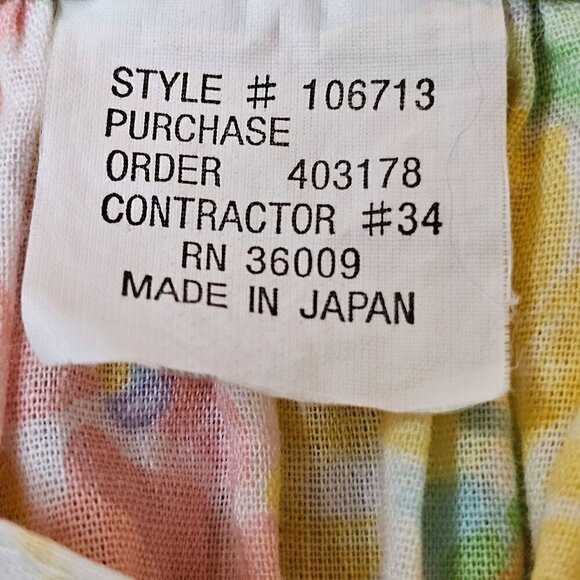 STYLE # 106713
PURCHASE
ORDER 403178
CONTRACTOR #34
RN 36009
MADE IN JAPAN